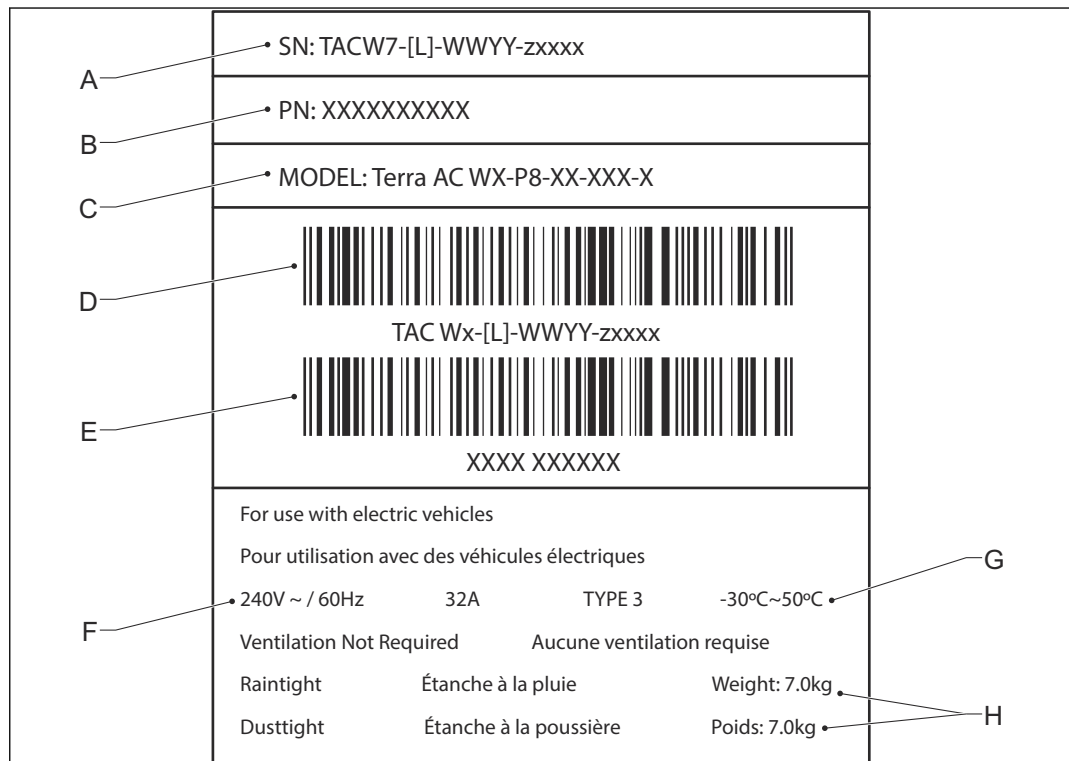 A
SN: TACW7-[L]-WWYY-zxxxx
B
PN: XXXXXXXXXX
C
MODEL: Terra AC WX-P8-XX-XXX-X
D
TAC Wx-[L]-WWYY-zxxxx
E
XXXX XXXXXX
For use with electric vehicles
Pour utilisation avec des véhicules électriques
G
F
240V ~ / 60Hz 32A TYPE 3 -30ºC~50ºC
Ventilation Not Required Aucune ventilation requise
Raintight Étanche à la pluie Weight: 7.0kg
H
Dusttight Étanche à la poussière Poids: 7.0kg